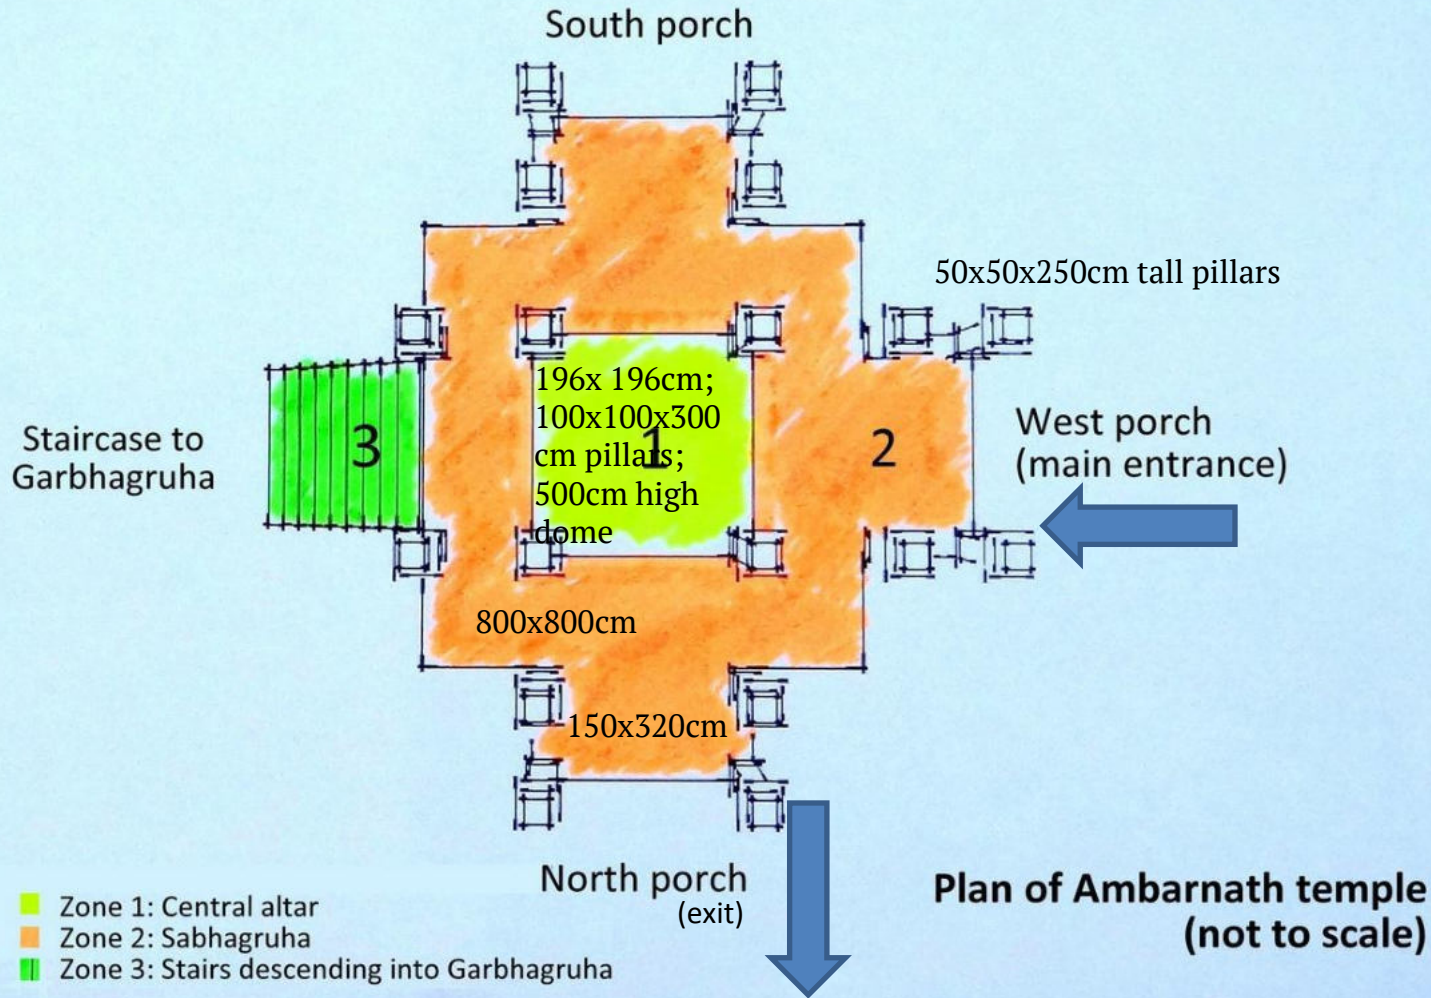 South porch
50x50x250cm tall pillars
196x 196cm;
100x100x300
cm pillars;
500cm high
dome
1
2
3
Staircase to
Garbhagruha
West porch
(main entrance)
800x800cm
150x320cm
North porch
(exit)
Plan of Ambarnath temple
(not to scale)
Zone 1: Central altar
Zone 2: Sabhagruha
Zone 3: Stairs descending into Garbhagruha